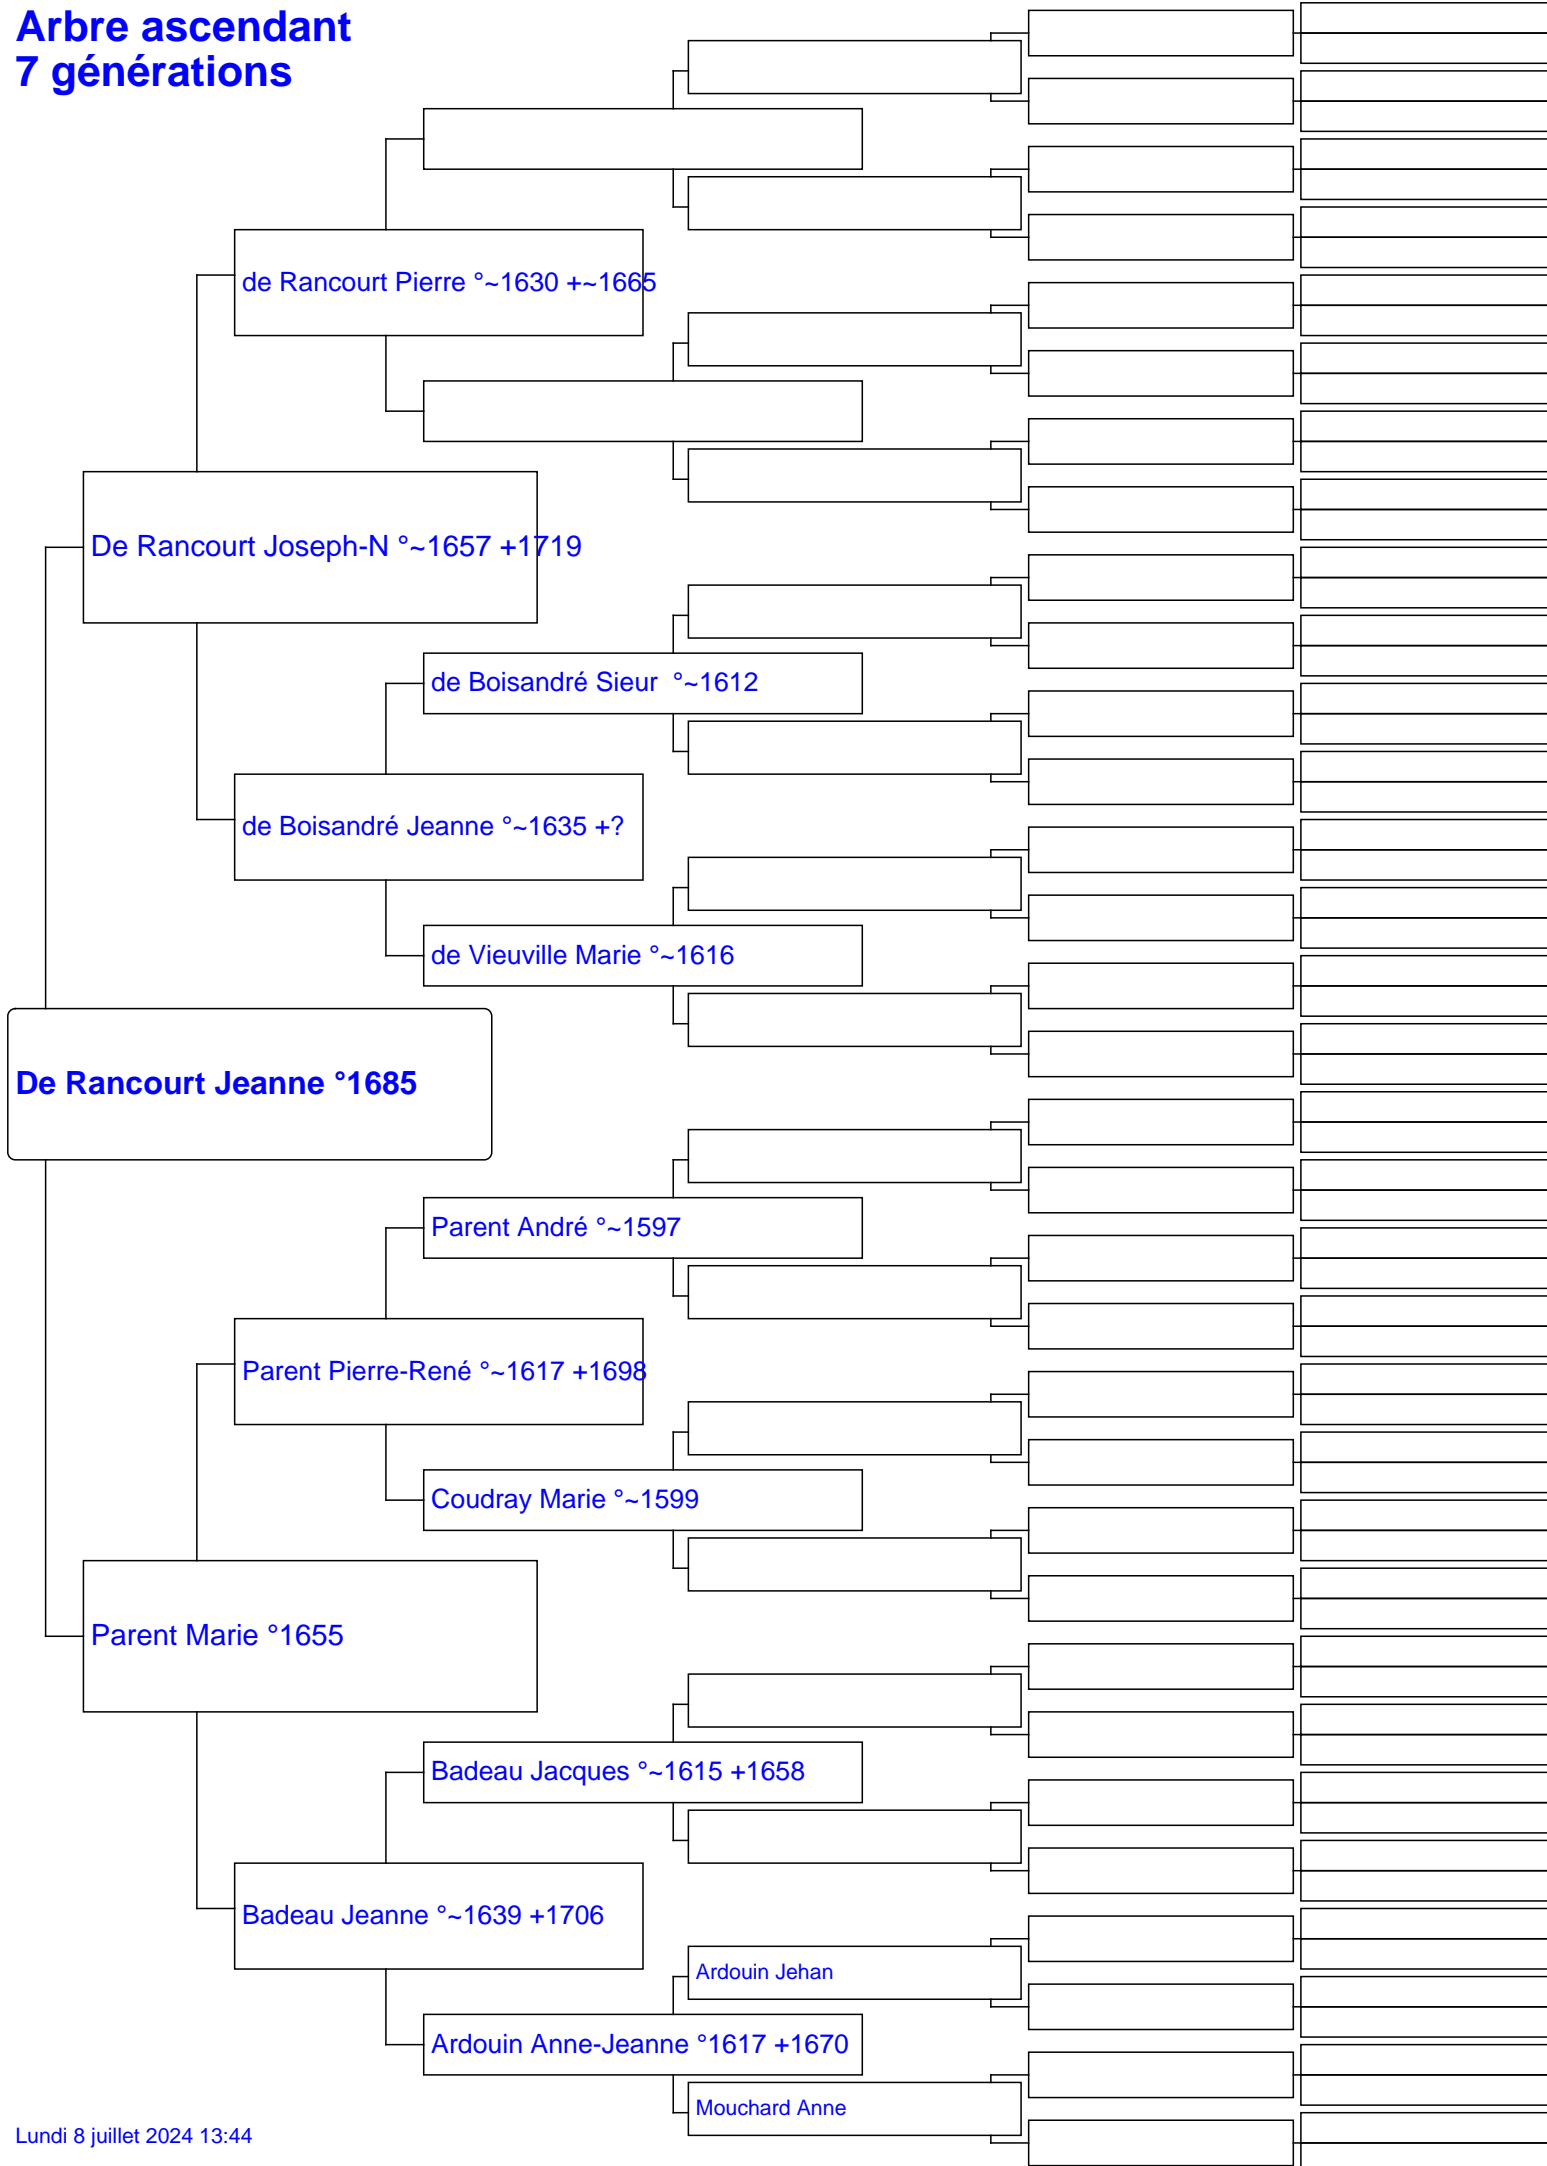 Arbre ascendant
7 générations
de Rancourt Pierre °~1630 +~1665
De Rancourt Joseph-N °~1657 +1719
de Boisandré Sieur  °~1612
de Boisandré Jeanne °~1635 +?
de Vieuville Marie °~1616
De Rancourt Jeanne °1685
Parent André °~1597
Parent Pierre-René °~1617 +1698
Coudray Marie °~1599
Parent Marie °1655
Badeau Jacques °~1615 +1658
Badeau Jeanne °~1639 +1706
Ardouin Jehan
Ardouin Anne-Jeanne °1617 +1670
Mouchard Anne
Lundi 8 juillet 2024 13:44